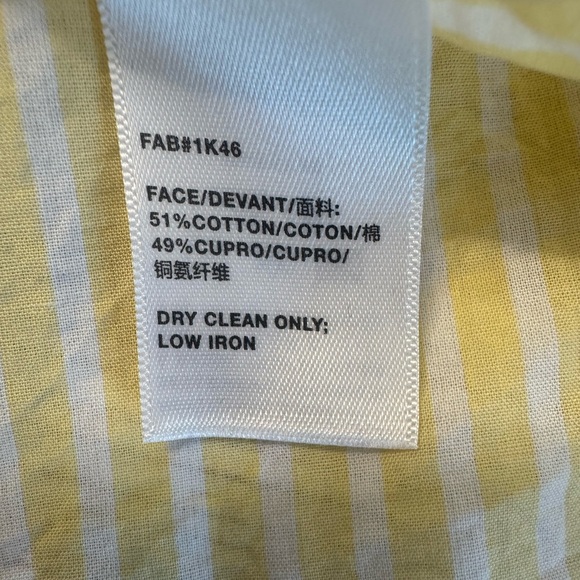 FAB#1K46
FACE/DEVANT/面料:
51%COTTON/COTON/棉
49%CUPRO/CUPRO/
铜氨纤维
DRY CLEAN ONLY;
LOW IRON